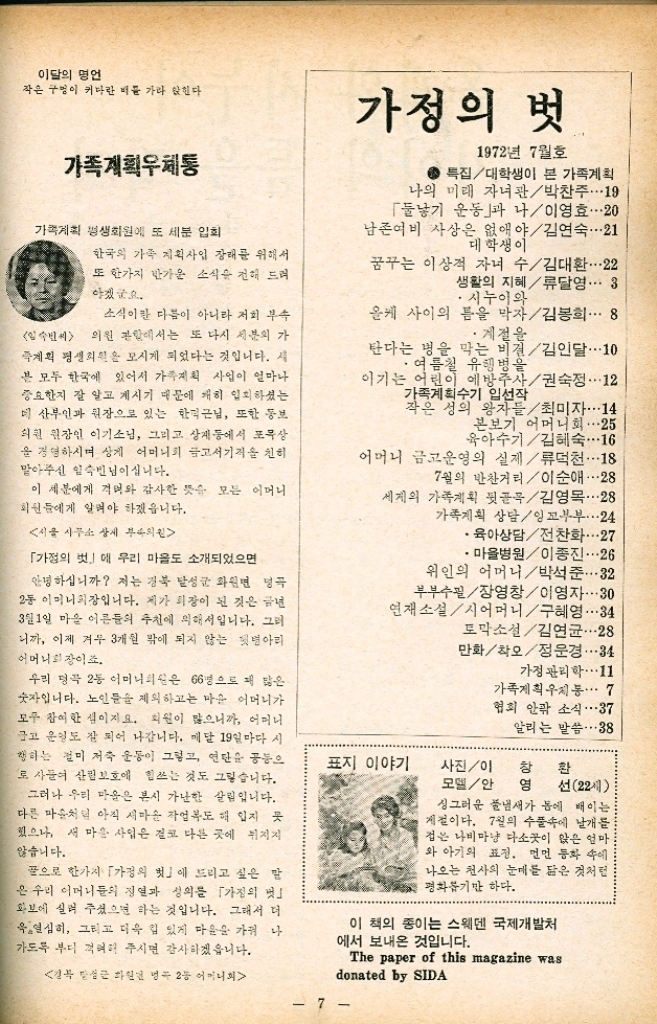 이달의 명언
작은 구멍이 커다란 배를 가라 앉힌다
가족계획우체통
가족계획 평생회원에 또 세분 입회
한국의 가족 계획사업 장래를 위해서
또 한가지 반가운 소식을 전해 드려
야겠군요.
소식이란 다름이 아니라 저희 부속
<임숙빈씨>
의원 관할에서는 또 다시 세분의 가
족계획 평생회원을 모시게 되었다는 것입니다. 세
분 모두 한국에 있어서 가족계획 사업이 얼마나
중요한지 잘 알고 계시기 때문에 쾌히 입회하셨는
데 산부인과 원장으로 있는 한덕근님, 또한 동보
의원 원장인 이기소님, 그리고 상계동에서 포목상
을 경영하시며 상계 어머니회 금고서기직을 친히
맡아주신 임숙빈님이십니다.
이 세분에게 격려와 감사한 뜻을 모든 어머니
회원들에게 알려야 하겠읍니다.
<서울 사무소 상계 부속의원>
「가정의 벗」에 우리 마을도 소개되었으면
안녕하십니까? 저는 경북 달성군 화원면 명곡
2동 어머니회장입니다. 제가 회장이 된 것은 금년
3월1일 마을 어른들의 추천에 의해서입니다. 그러
니까, 이제 겨우 3개월 밖에 되지 않는 햇병아리
어머니회장이죠.
우리 명곡 2동 어머니회원은 66명으로 꽤 많은
숫자입니다. 노인들을 제외하고는 마을 어머니가
모두 참여한 셈이지요. 회원이 많으니까, 어머니
금고 운영도 잘 되어 나갑니다. 매달 19일마다 시
행하는 절미 저축 운동이 그렇고, 연탄을 공동으
로 사들여 산림보호에 힘쓰는 것도 그렇습니다.
그러나 우리 마을은 본시 가난한 살림입니다.
다른 마을처럼 아직 새마을 작업복도 해 입지 못
했으나, 새 마을 사업은 결코 다른 곳에 뒤지지
않습니다.
끝으로 한가지 「가정의 벗」에 드리고 싶은 말
은 우리 어머니들의 정열과 성의를 「가정의 벗」
화보에 실려 주셨으면 하는 것입니다. 그래서 더
욱 열심히, 그리고 더욱 힘 있게 마을을 가꿔 나
가도록 부디 격려해 주시면 감사하겠읍니다.
<경북 달성군 화원면 명곡 2동 어머니회>
가정의 벗
1972년 7월호
특집/대학생이 본 가족계획
나의 미래 자녀관/박찬주…19
「둘낳기 운동」과 나/이영효…20
남존여비 사상은 없애야/김연숙…21
대학생이
꿈꾸는 이상적 자녀 수/김대환…22
생활의 지혜/류달영… 3
·시누이와
올케 사이의 틈을 막자/김봉희… 8
·계절을
탄다는 병을 막는 비결/김인달…10
·여름철 유행병을
이기는 어린이 예방주사/권숙정…12
가족계획수기 입선작
작은 성의 왕자들/최미자…14
본보기 어머니회…25
육아수기/김혜숙…16
어머니 금고운영의 실제/류덕천…18
7월의 반찬거리/이순애…28
세계의 가족계획 뒷골목/김영목…28
가족계획 상담/잉꼬부부…24
·육아상담/전찬화…27
·마을병원/이종진…26
위인의 어머니/박석준…32
부부수필/장영창/이영자…30
연재소설/시어머니/구혜영…34
토막소설/김연균…28
만화/착오/정운경…34
가정관리학…11
가족계획우체통… 7
협회 안팎 소식…37
알리는 말씀…38
표지 이야기
사진/이 창 환
모델/안 영 선(22세)
싱그러운 풀냄새가 몸에 배이는
계절이다. 7월의 수풀속에 날개를
접은 나비마냥 다소곳이 앉은 엄마
와 아기의 표정. 먼먼 동화 속에
나오는 천사의 눈매를 닮은 것처럼
평화롭기만 하다.
이 책의 종이는 스웨덴 국제개발처
에서 보내온 것입니다.
The paper of this magazine was
donated by SIDA
— 7 —